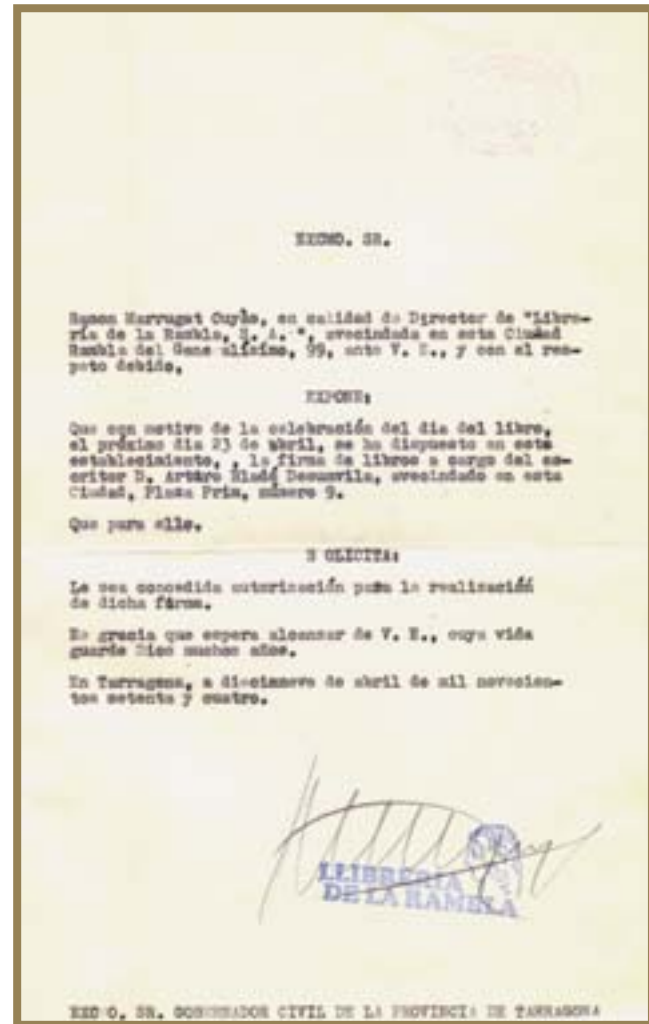 EXCMO. SR.
Ramon Marrugat Cuyàs, en calidad de Director de "Libre-
ría de la Rambla, S. A. ", avecindada en esta Ciudad
Rambla del Generalísimo, 99, ante V. E., y con el res-
peto debido,
EXPONE:
Que con motivo de la celebración del dia del libro,
el próximo dia 23 de abril, se ha dispuesto en este
establecimiento, , la firma de libros a cargo del es-
critor D. Arturo Bladé Desumvila, avecindado en esta
Ciudad, Plaza Prim, número 9.
Que para ello.
S OLICITA:
Le sea concedida autorización para la realización
de dicha firma.
Es gracia que espera alcanzar de V. E., cuya vida
guarde Dios muchos años.
En Tarragona, a diecinueve de abril de mil novecien-
tos setenta y cuatro.
LLIBRERIA
DE LA RAMBLA
EXCMO. SR. GOBERNADOR CIVIL DE LA PROVINCIA DE TARRAGONA